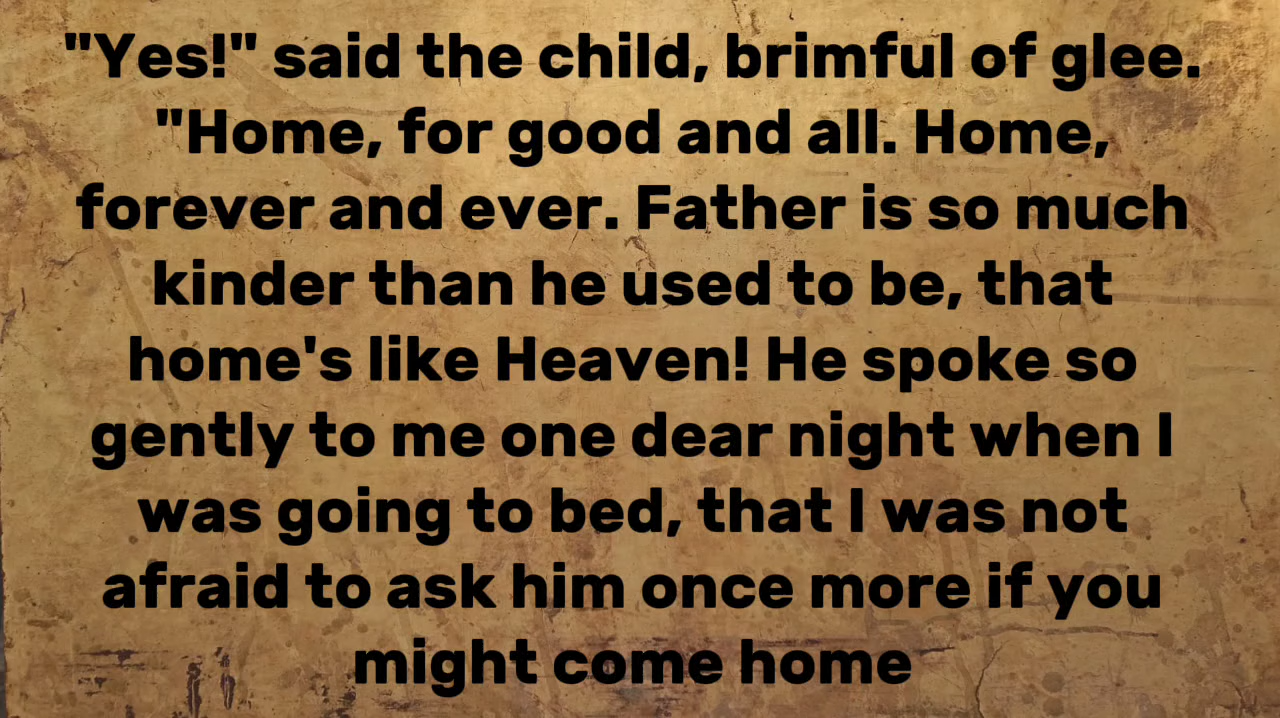 "Yes!" said the child, brimful of glee.
"Home, for good and all. Home,
forever and ever. Father is so much
kinder than he used to be, that
home's like Heaven! He spoke so
gently to me one dear night when I
was going to bed, that I was not
afraid to ask him once more if you
might come home